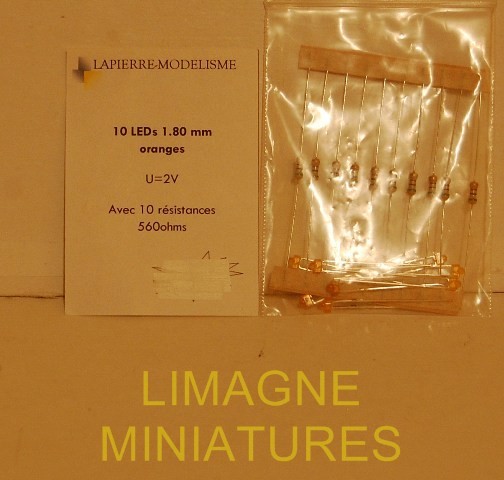 LAPIERRE-MODELISME
10 LEDs 1.80 mm
oranges
U=2V
Avec 10 résistances
560ohms
LIMAGNE
MINIATURES